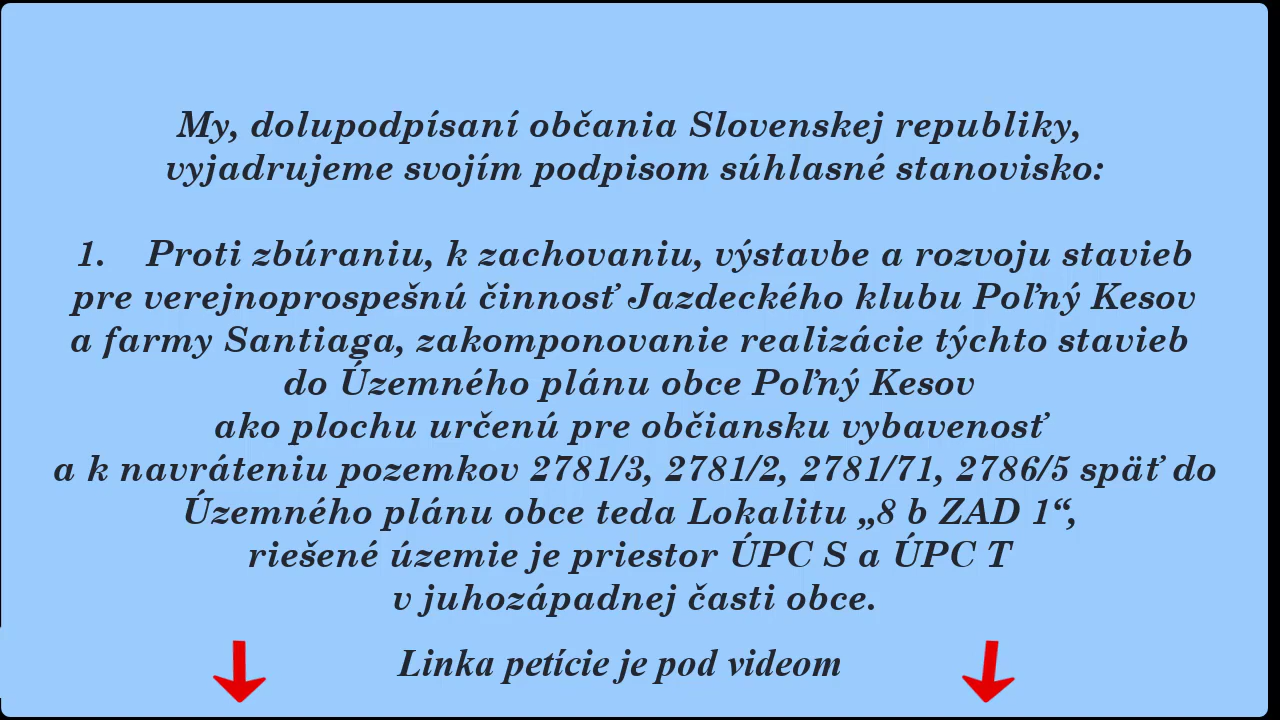 My, dolupodpísaní občania Slovenskej republiky,
vyjadrujeme svojím podpisom súhlasné stanovisko:
1. Proti zbúraniu, k zachovaniu, výstavbe a rozvoju stavieb
pre verejnoprospešnú činnosť Jazdeckého klubu Poľný Kesov
a farmy Santiaga, zakomponovanie realizácie týchto stavieb
do Územného plánu obce Poľný Kesov
ako plochu určenú pre občiansku vybavenosť
a k navráteniu pozemkov 2781/3, 2781/2, 2781/71, 2786/5 späť do
Územného plánu obce teda Lokalitu „8 b ZAD 1“,
riešené územie je priestor ÚPC S a ÚPC T
v juhozápadnej časti obce.
Linka petície je pod videom